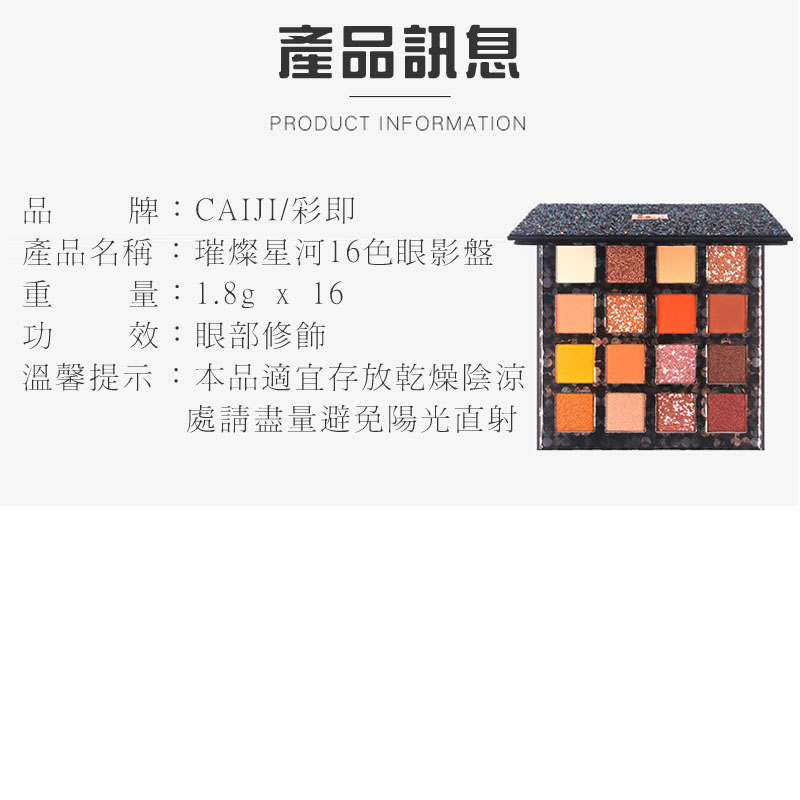 產品訊息
PRODUCT INFORMATION
品 牌：CAIJI/彩即
產品名稱：璀燦星河16色眼影盤
重 量：1.8g x 16
功 效：眼部修飾
溫馨提示：本品適宜存放乾燥陰涼
處請盡量避免陽光直射